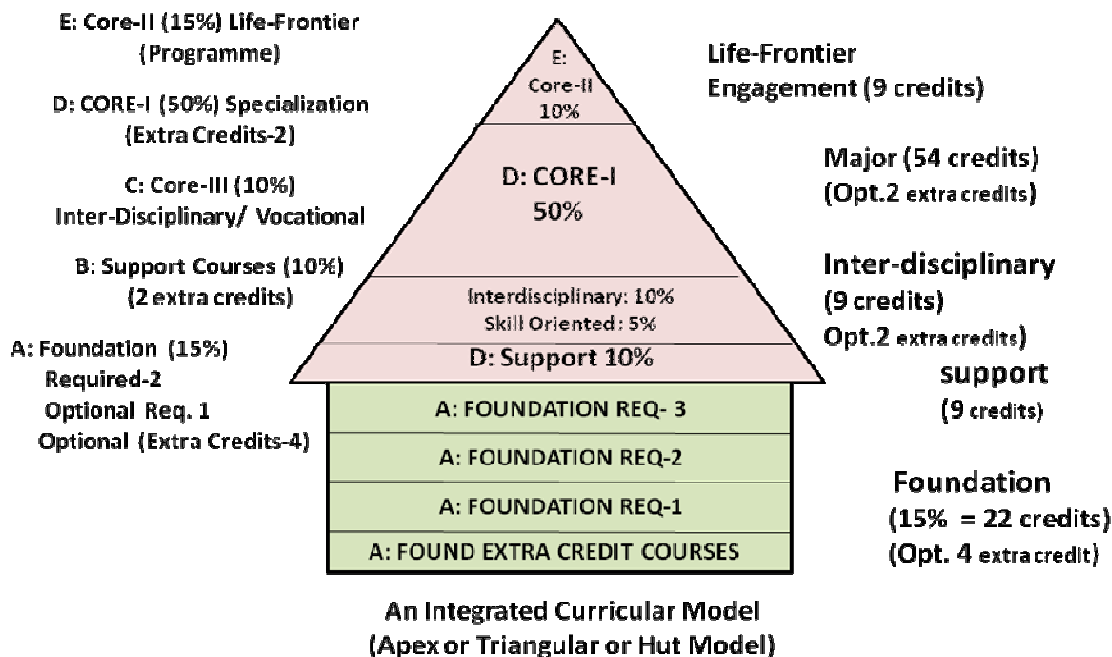 E: Core-II (15%) Life-Frontier
(Programme)
D: CORE-I (50%) Specialization
(Extra Credits-2)
C: Core-III (10%)
Inter-Disciplinary/ Vocational
B: Support Courses (10%)
(2 extra credits)
A: Foundation (15%)
Required-2
Optional Req. 1
Optional (Extra Credits-4)
E:
Core-II
10%
D: CORE-I
50%
Interdisciplinary: 10%
Skill Oriented: 5%
D: Support 10%
A: FOUNDATION REQ- 3
A: FOUNDATION REQ-2
A: FOUNDATION REQ-1
A: FOUND EXTRA CREDIT COURSES
Life-Frontier
Engagement (9 credits)
Major (54 credits)
(Opt.2 extra credits)
Inter-disciplinary
(9 credits)
Opt.2 extra credits)
support
(9 credits)
Foundation
(15% = 22 credits)
(Opt. 4 extra credit)
An Integrated Curricular Model
(Apex or Triangular or Hut Model)